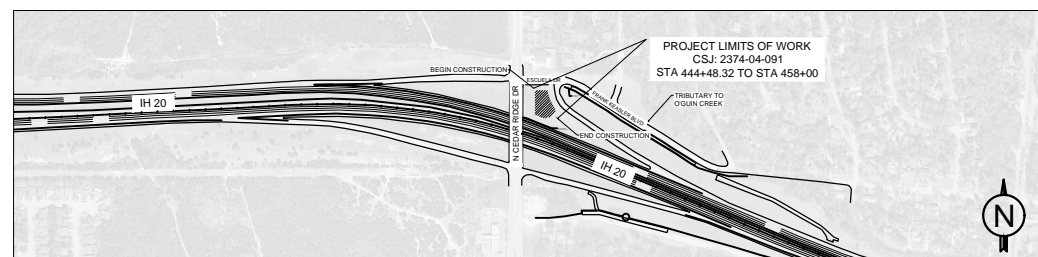 PROJECT LIMITS OF WORK
CSJ: 2374-04-091
STA 444+48.32 TO STA 458+00
BEGIN CONSTRUCTION
ESCUELA DR
IH 20
N CEDAR RIDGE DR
FRANK KEASLER BLVD
TRIBUTARY TO
O'GUIN CREEK
END CONSTRUCTION
IH 20
N